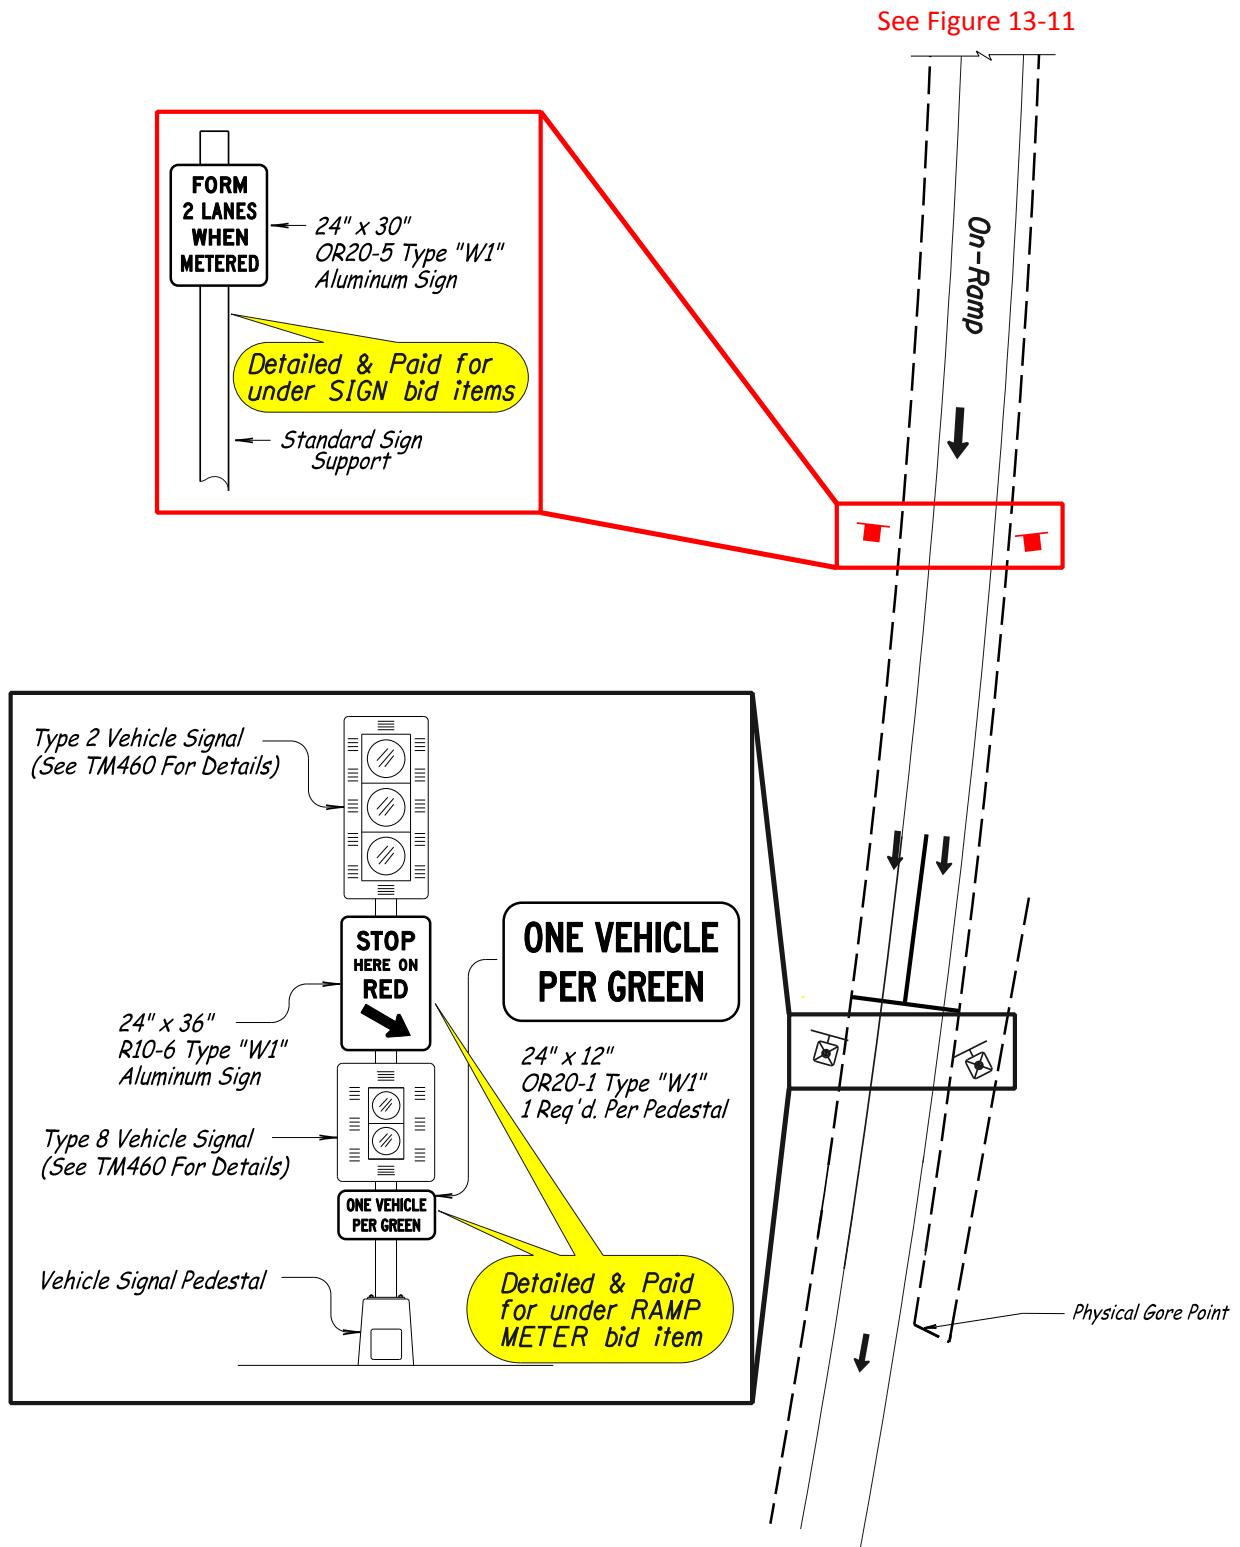 See Figure 13-11
FORM
2 LANES
WHEN
METERED
24" x 30"
OR20-5 Type "W1"
Aluminum Sign
Detailed & Paid for
under SIGN bid items
Standard Sign
Support
On-Ramp
Type 2 Vehicle Signal
(See TM460 For Details)
STOP
HERE ON
RED
24" x 36"
R10-6 Type "W1"
Aluminum Sign
ONE VEHICLE
PER GREEN
24" x 12"
OR20-1 Type "W1"
1 Req'd. Per Pedestal
Type 8 Vehicle Signal
(See TM460 For Details)
ONE VEHICLE
PER GREEN
Vehicle Signal Pedestal
Detailed & Paid
for under RAMP
METER bid item
Physical Gore Point